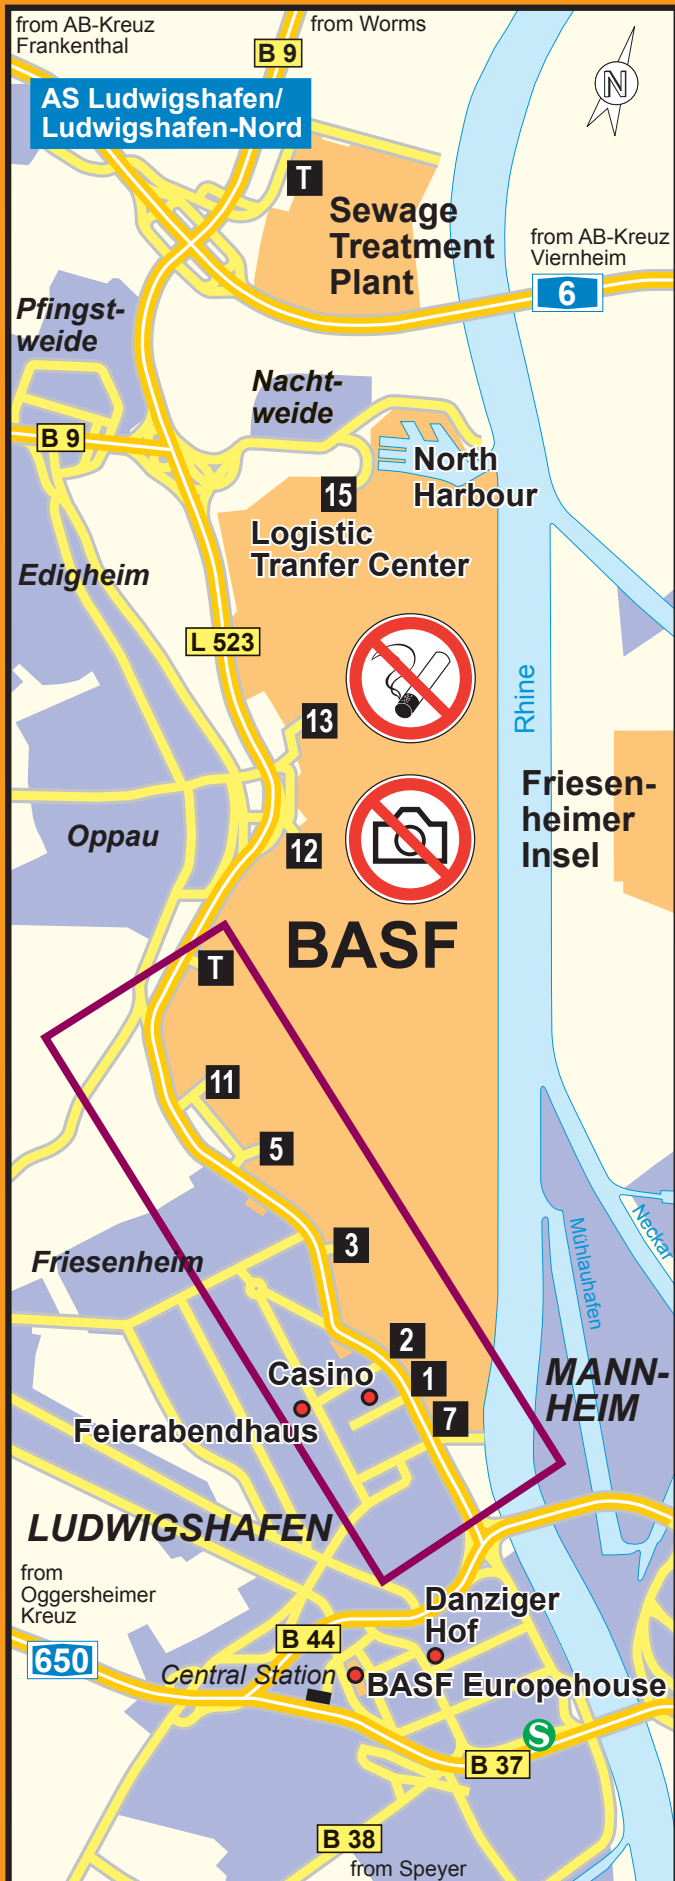 from AB-Kreuz
Frankenthal
from Worms
B 9
N
AS Ludwigshafen/
Ludwigshafen-Nord
T
Sewage
Treatment
Plant
from AB-Kreuz
Viernheim
6
Pfingst-
weide
Nacht-
weide
B 9
North
Harbour
15
Logistic
Tranfer Center
Edigheim
L 523
Rhine
13
Friesen-
heimer
Insel
Oppau
12
BASF
T
11
5
Neckar
Mühlauhafen
3
Friesenheim
2
1
Casino
MANN-
HEIM
7
Feierabendhaus
LUDWIGSHAFEN
from
Oggersheimer
Kreuz
Danziger
Hof
B 44
650
Central Station
BASF Europehouse
S
B 37
B 38
from Speyer